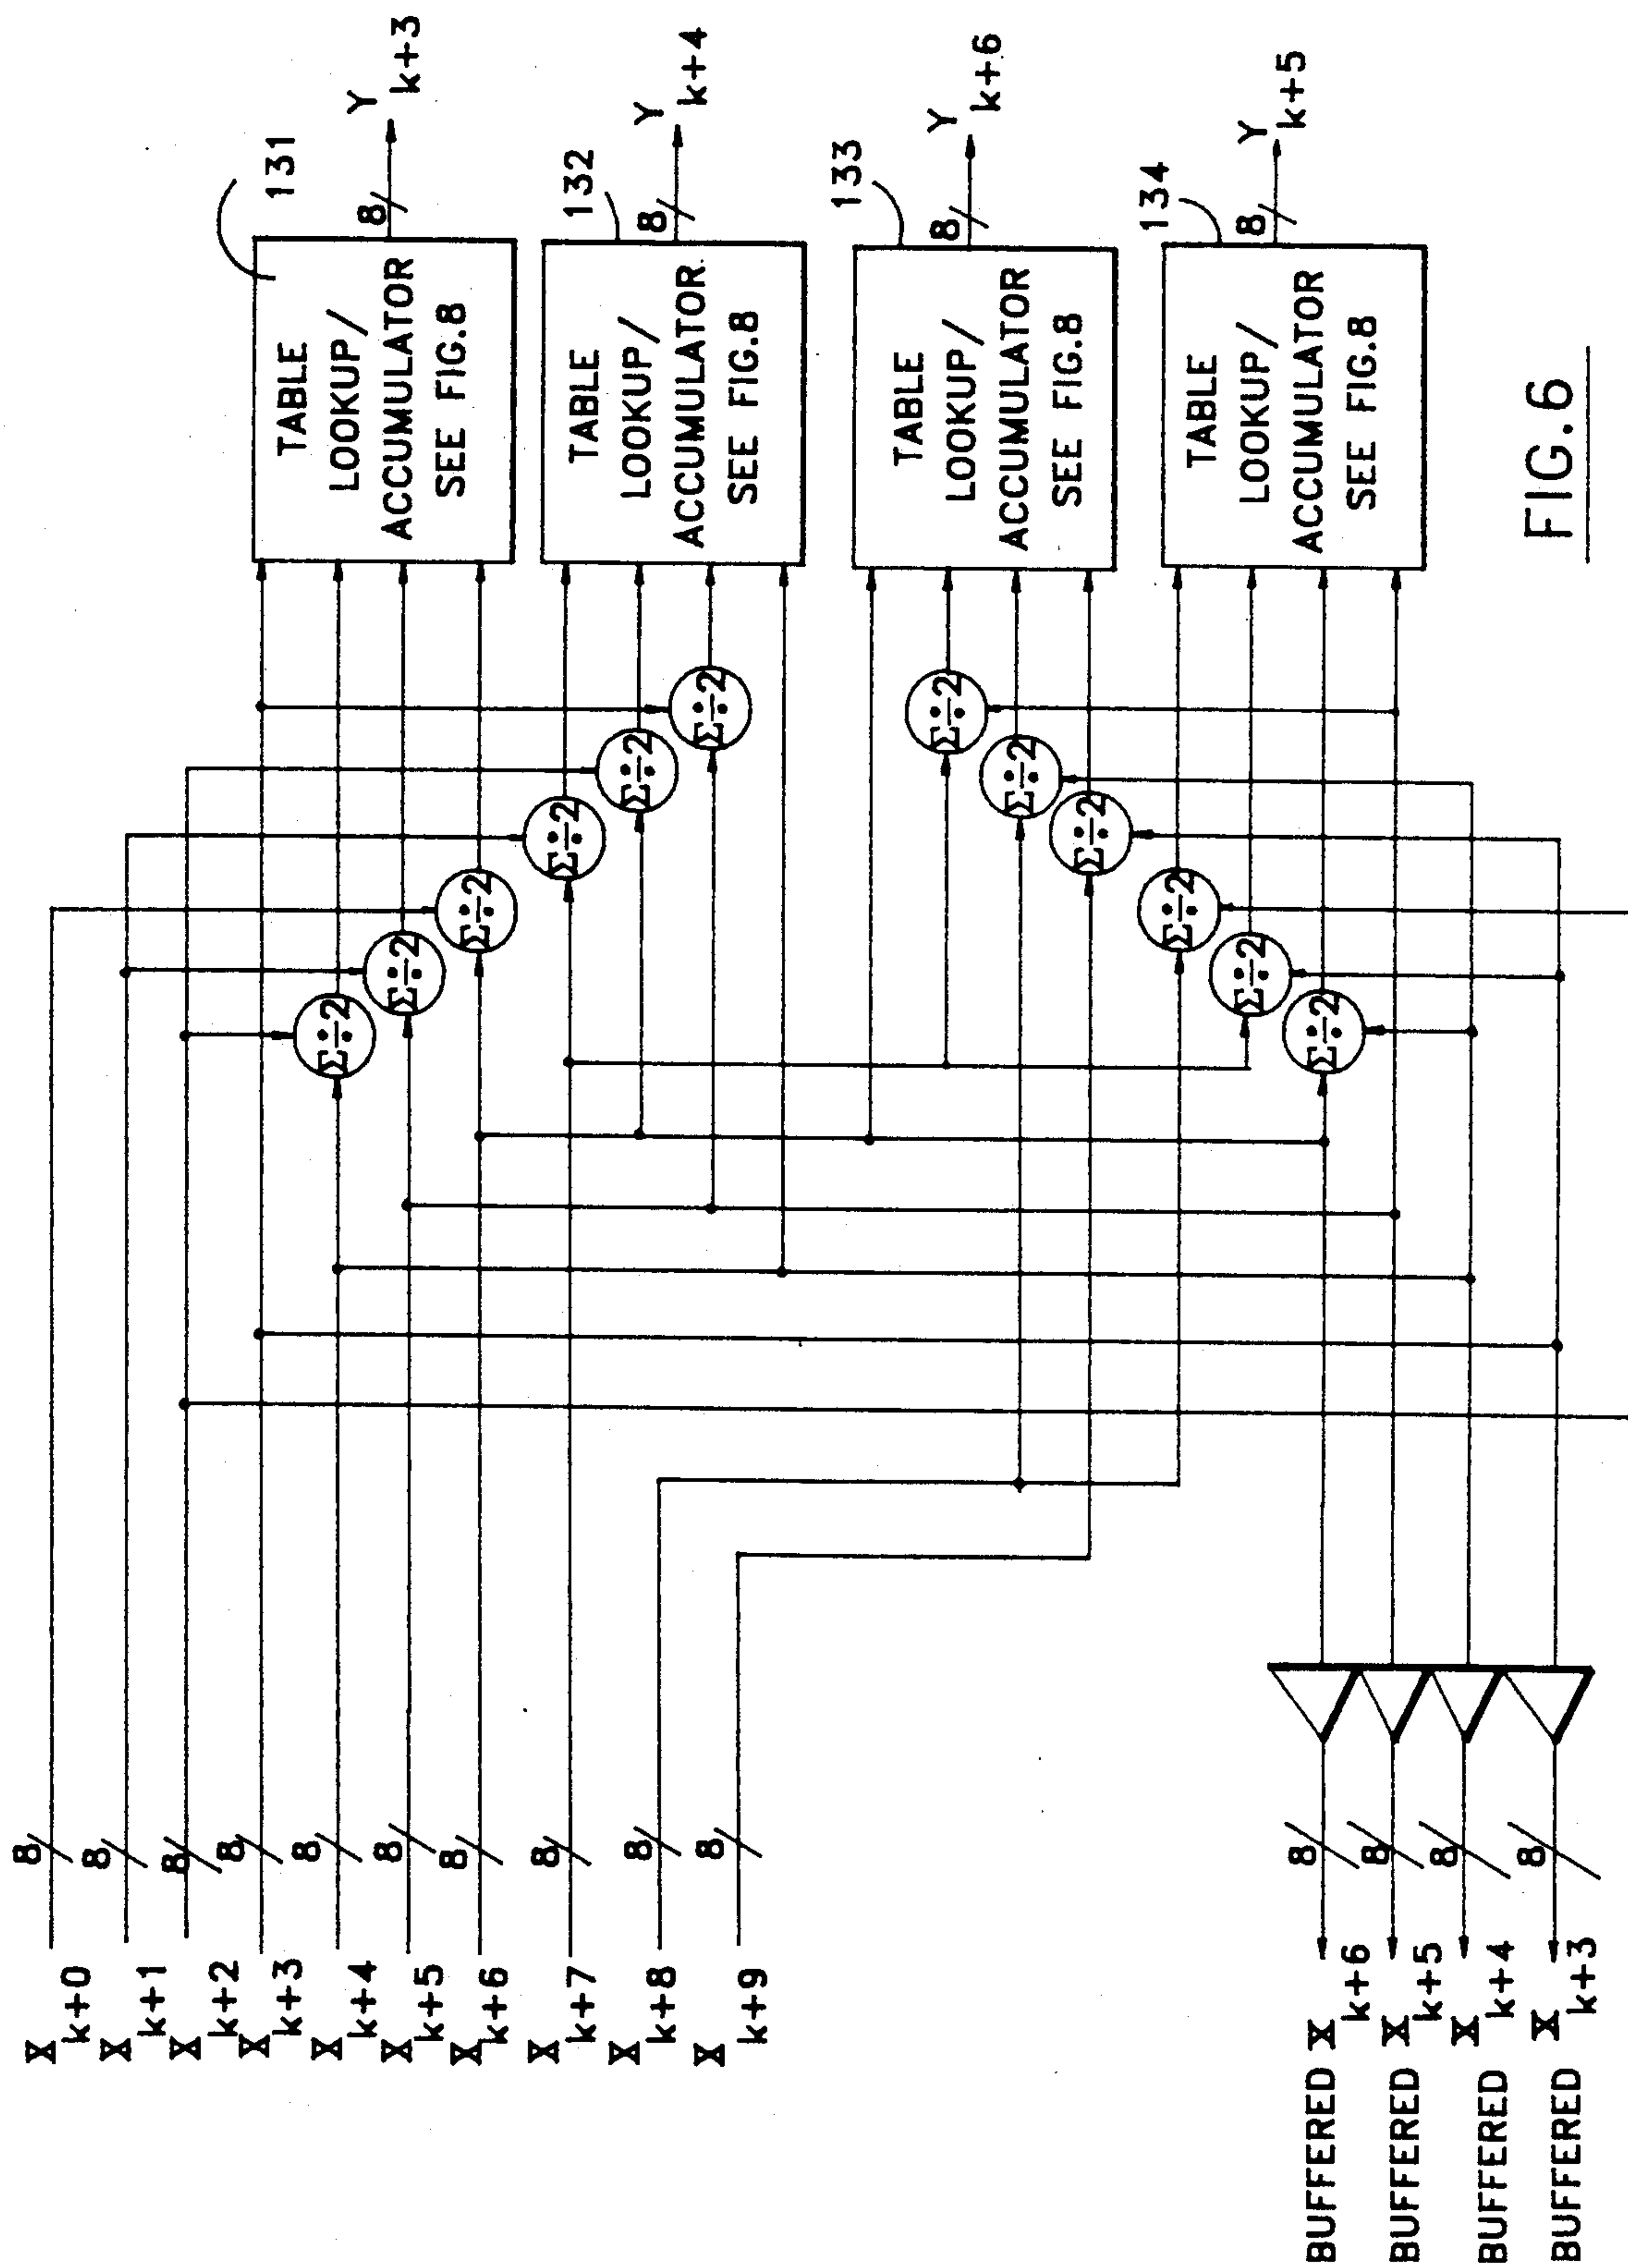 X k+0
X k+1
X k+2
X k+3
X k+4
X k+5
X k+6
X k+7
X k+8
X k+9
8
8
8
8
8
8
8
8
8
8
Σ÷2
Σ÷2
Σ÷2
Σ÷2
Σ÷2
Σ÷2
Σ÷2
Σ÷2
Σ÷2
Σ÷2
Σ÷2
Σ÷2
TABLE
LOOKUP/
ACCUMULATOR
SEE FIG.8
131
8
Y k+3
TABLE
LOOKUP/
ACCUMULATOR
SEE FIG.8
132
8
Y k+4
TABLE
LOOKUP/
ACCUMULATOR
SEE FIG.8
133
8
Y k+6
TABLE
LOOKUP/
ACCUMULATOR
SEE FIG.8
134
8
Y k+5
BUFFERED X k+6
8
BUFFERED X k+5
8
BUFFERED X k+4
8
BUFFERED X k+3
8
FIG.6